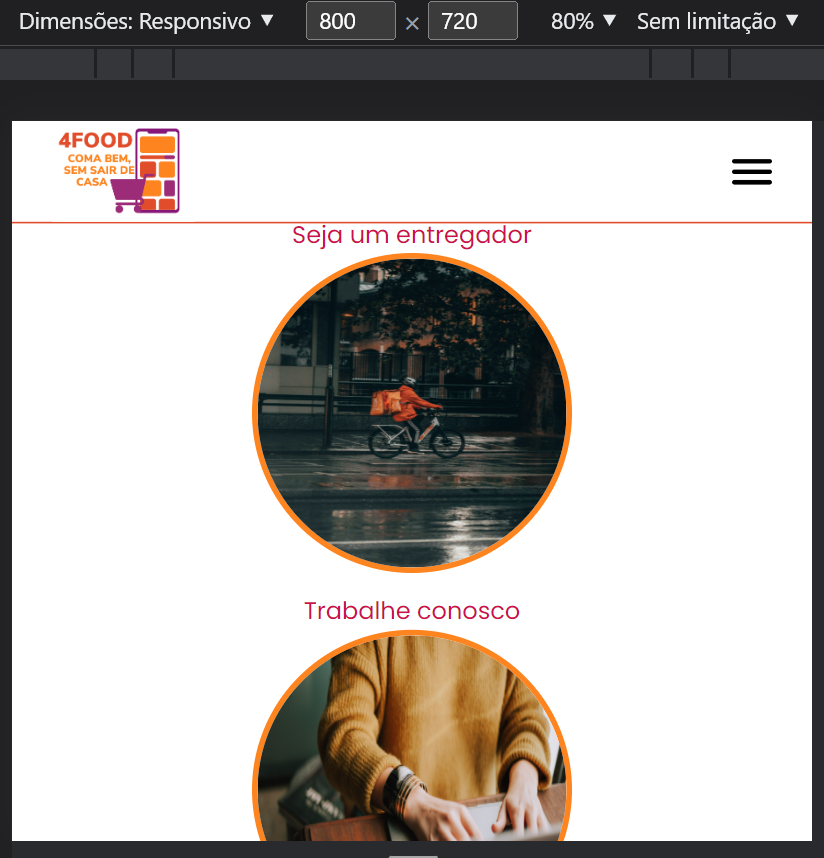 Dimensões: Responsivo ▼ 800 × 720 80% ▼ Sem limitação ▼
4FOOD
COMA BEM,
SEM SAIR DE
CASA
Seja um entregador
Trabalhe conosco